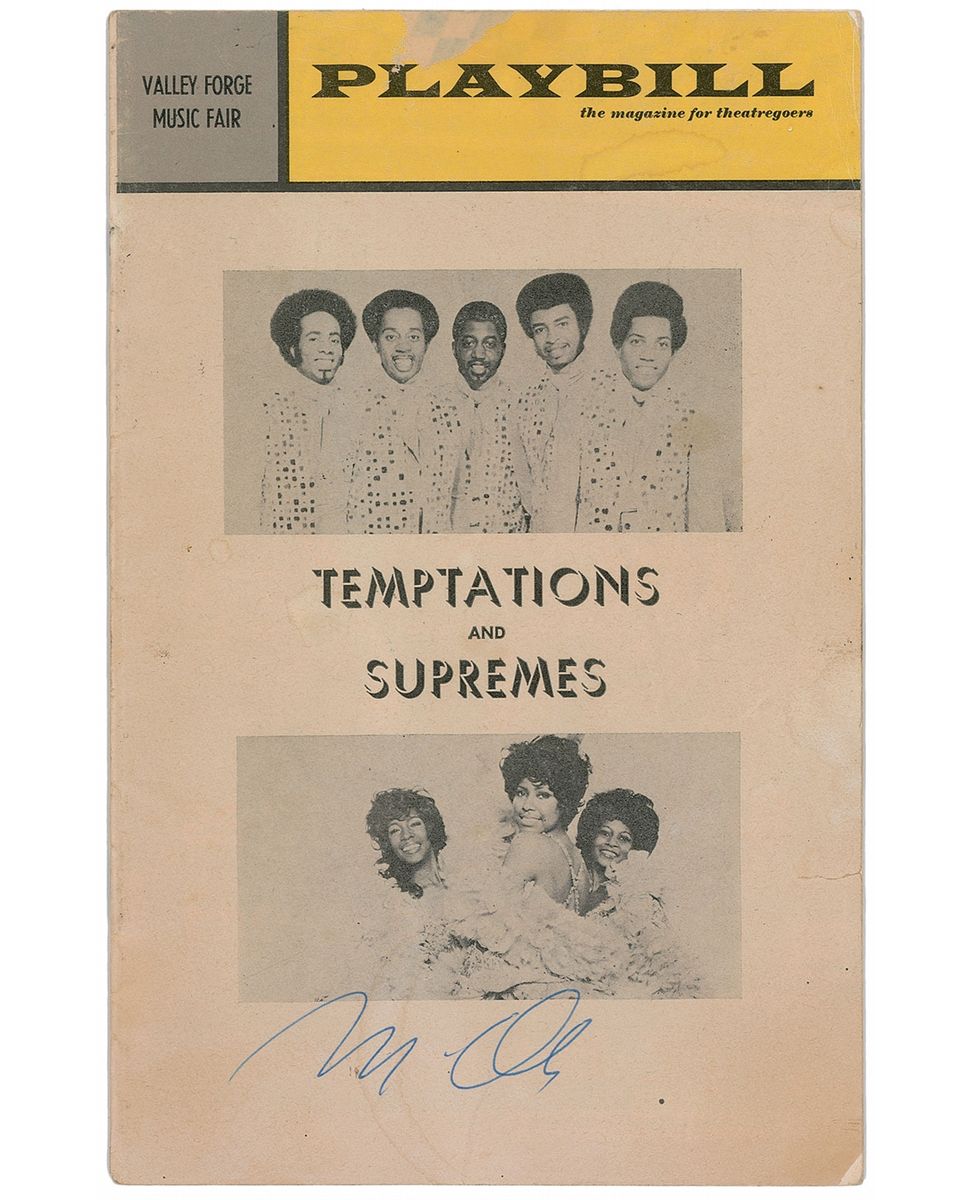 VALLEY FORGE
MUSIC FAIR
PLAYBILL
the magazine for theatregoers
TEMPTATIONS
AND
SUPREMES